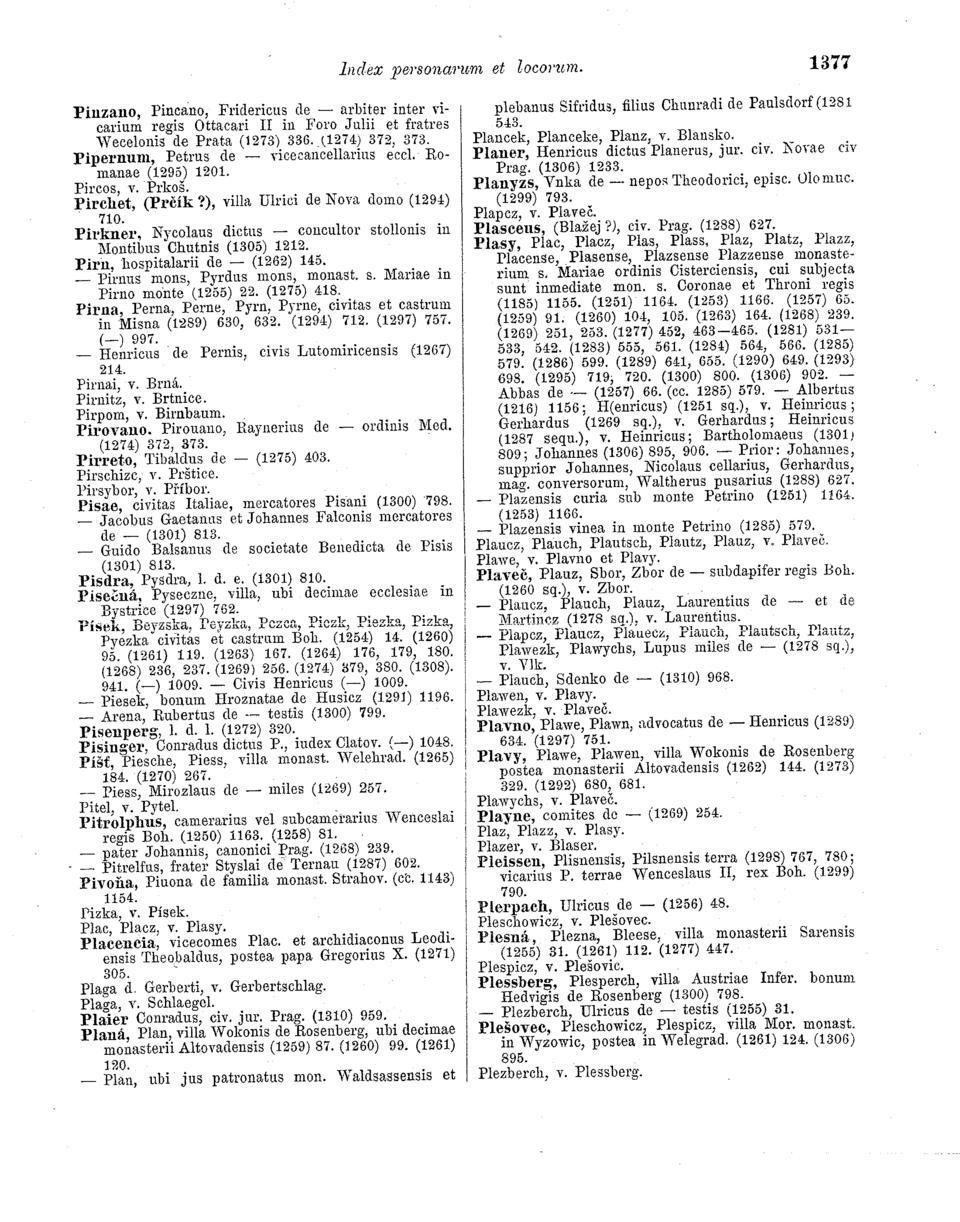 Index personarum et locorum.
1377
Pinzano, Pincano, Fridericus de — arbiter inter vi-
carium regis Ottacari II in Foro Julii et fratres
Wecelonis de Prata (1273) 336. (1274) 372, 373.
Pipernum, Petrus de — vicecancellarius eccl. Ro-
manae (1295) 1201.
Pircos, v. Prkoš.
Pirchet, (Prčík?), villa Ulrici de Nova domo (1294)
710.
Pirkner, Nycolaus dictus — concultor stollonis in
Montibus Chutnis (1305) 1212.
Pirn, hospitalarii de — (1262) 145.
— Pirnus mons, Pyrdus mons, monast. s. Mariae in
Pirno monte (1255) 22. (1275) 418.
Pirna, Perna, Perne, Pyrn, Pyrne, civitas et castrum
in Misna (1289) 630, 632. (1294) 712. (1297) 757.
(—) 997.
— Henricus de Pernis, civis Lutomiricensis (1267)
214.
Pirnai, v. Brná.
Pirnitz, v. Brtnice.
Pirpom, v. Birnbaum.
Pirovano. Pirouano, Raynerius de — ordinis Med.
(1274) 372, 373.
Pirreto, Tibaldus de — (1275) 403.
Pirschizc, v. Prštice.
Pirsybor, v. Příbor.
Pisae, civitas Italiae, mercatores Pisani (1300) 798.
— Jacobus Gaetanus et Johannes Falconis mercatores
de — (1301) 813.
— Guido Balsanus de societate Benedicta de Pisis
(1301) 813.
Pisdra, Pysdra, l. d. e. (1301) 810.
Písečná, Pyseczne, villa, ubi decimae ecclesiae in
Bystrice (1297) 762.
Písek, Beyzska, Peyzka, Pczca, Piczk, Piezka, Pizka,
Pyezka civitas et castrum Boh. (1254) 14. (1260)
95. (1261) 119. (1263) 167. (1264) 176, 179, 180.
(1268) 236, 237. (1269) 256. (1274) 379, 380. (1308).
941. (—) 1009. — Civis Henricus (—) 1009.
— Piesek, bonum Hroznatae de Husicz (1291) 1196.
— Arena, Rubertus de — testis (1300) 799.
Pisenperg, l. d. l. (1272) 320.
Pisinger, Conradus dictus P., iudex Clatov. (—) 1048.
Píšť, Piesche, Piess, villa monast. Welehrad. (1265)
184. (1270) 267.
— Piess, Mirozlaus de — miles (1269) 257.
Pitel, v. Pytel.
Pitrolphus, camerarius vel subcamerarius Wenceslai
regis Boh. (1250) 1163. (1258) 81.
— pater Johannis, canonici Prag. (1268) 239.
— Pitrelfus, frater Styslai de Ternau (1287) 602.
Pivoňa, Piuona de familia monast. Strahov. (cc. 1143)
1154.
Pizka, v. Písek.
Plac, Placz, v. Plasy.
Placencia, vicecomes Plac. et archidiaconus Leodi-
ensis Theobaldus, postea papa Gregorius X. (1271)
305.
Plaga d. Gerberti, v. Gerbertschlag.
Plaga, v. Schlaegel.
Plaier Conradus, civ. jur. Prag. (1310) 959.
Planá, Plan, villa Wokonis de Rosenberg, ubi decimae
monasterii Altovadensis (1259) 87. (1260) 99. (1261)
120.
— Plan, ubi jus patronatus mon. Waldsassensis et
plebanus Sifridus, filius Chunradi de Paulsdorf (1281
543.
Plancek, Planceke, Planz, v. Blansko.
Planer, Henricus dictus Planerus, jur. civ. Novae civ
Prag. (1306) 1233.
Planyzs, Vnka de — nepos Theodorici, episc. Olomuc.
(1299) 793.
Plapcz, v. Plaveč.
Plasceus, (Blažej?), civ. Prag. (1288) 627.
Plasy, Plac, Placz, Plas, Plass, Plaz, Platz, Plazz,
Placense, Plasense, Plazsense Plazzense monaste-
rium s. Mariae ordinis Cisterciensis, cui subjecta
sunt inmediate mon. s. Coronae et Throni regis
(1185) 1155. (1251) 1164. (1253) 1166. (1257) 65.
(1259) 91. (1260) 104, 105. (1263) 164. (1268) 239.
(1269) 251, 253. (1277) 452, 463—465. (1281) 531—
533, 542. (1283) 555, 561. (1284) 564, 566. (1285)
579. (1286) 599. (1289) 641, 655. (1290) 649. (1293)
698. (1295) 719, 720. (1300) 800. (1306) 902. —
Abbas de — (1257) 66. (cc. 1285) 579. — Albertus
(1216) 1156; H(enricus) (1251 sq.), v. Heinricus;
Gerhardus (1269 sq.), v. Gerhardus; Heinricus
(1287 sequ.), v. Heinricus; Bartholomaeus (1301)
809; Johannes (1306) 895, 906. — Prior: Johannes,
supprior Johannes, Nicolaus cellarius, Gerhardus,
mag. conversorum, Waltherus pusarius (1288) 627.
— Plazensis curia sub monte Petrino (1251) 1164.
(1253) 1166.
— Plazensis vinea in monte Petrino (1285) 579.
Plaucz, Plauch, Plautsch, Plautz, Plauz, v. Plaveč.
Plawe, v. Plavno et Plavy.
Plaveč, Plauz, Sbor, Zbor de — subdapifer regis Boh.
(1260 sq.), v. Zbor.
— Plaucz, Plauch, Plauz, Laurentius de — et de
Martincz (1278 sq.), v. Laurentius.
— Plapcz, Plaucz, Plauecz, Plauch, Plautsch, Plautz,
Plawezk, Plawychs, Lupus miles de — (1278 sq.),
v. Vlk.
— Plauch, Sdenko de — (1310) 968.
Plawen, v. Plavy.
Plawezk, v. Plaveč.
Plavno, Plawe, Plawn, advocatus de — Henricus (1289)
634. (1297) 751.
Plavy, Plawe, Plawen, villa Wokonis de Rosenberg
postea monasterii Altovadensis (1262) 144. (1273)
329. (1292) 680, 681.
Plawychs, v. Plaveč.
Playne, comites de — (1269) 254.
Plaz, Plazz, v. Plasy.
Plazer, v. Blaser.
Pleissen, Plisnensis, Pilsnensis terra (1298) 767, 780;
vicarius P. terrae Wenceslaus II, rex Boh. (1299)
790.
Plerpach, Ulricus de — (1256) 48.
Pleschowicz, v. Plešovec.
Plesná, Plezna, Bleese, villa monasterii Sarensis
(1255) 31. (1261) 112. (1277) 447.
Plespicz, v. Plešovic.
Plessberg, Plesperch, villa Austriae Infer. bonum
Hedvigis de Rosenberg (1300) 798.
— Plezberch, Ulricus de — testis (1255) 31.
Plešovec, Pleschowicz, Plespicz, villa Mor. monast.
in Wyzowic, postea in Welegrad. (1261) 124. (1306)
895.
Plezberch, v. Plessberg.